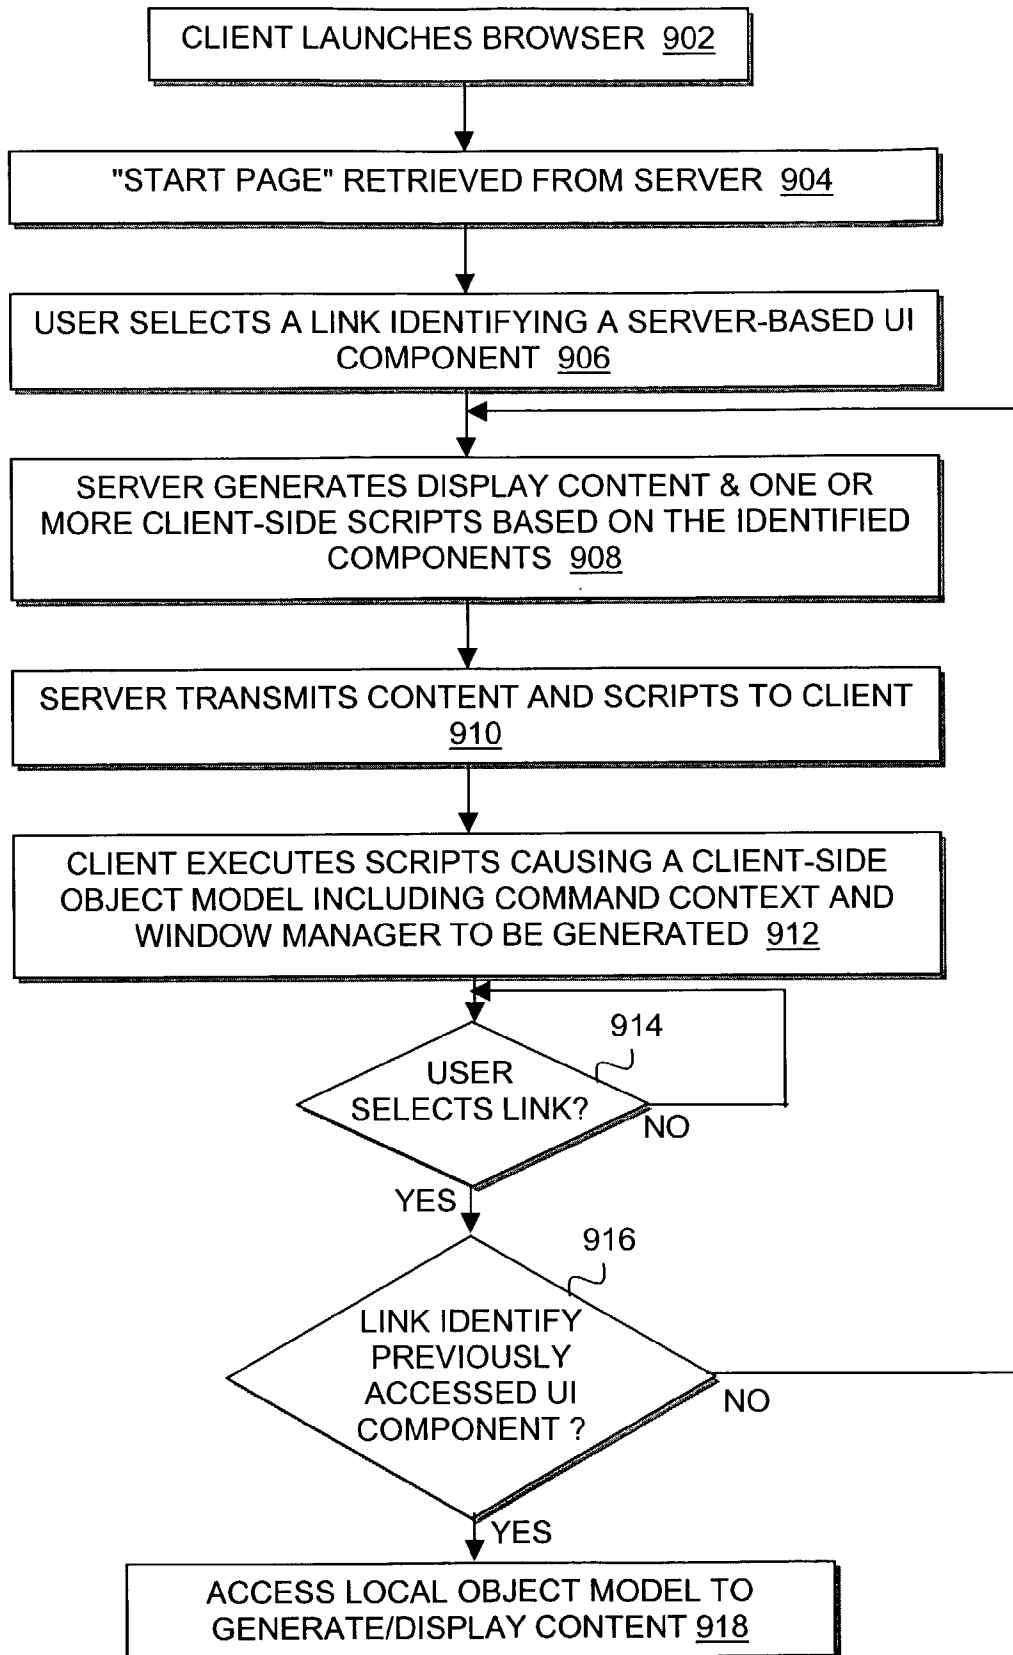 CLIENT LAUNCHES BROWSER 902
"START PAGE" RETRIEVED FROM SERVER 904
USER SELECTS A LINK IDENTIFYING A SERVER-BASED UI
COMPONENT 906
SERVER GENERATES DISPLAY CONTENT & ONE OR
MORE CLIENT-SIDE SCRIPTS BASED ON THE IDENTIFIED
COMPONENTS 908
SERVER TRANSMITS CONTENT AND SCRIPTS TO CLIENT
910
CLIENT EXECUTES SCRIPTS CAUSING A CLIENT-SIDE
OBJECT MODEL INCLUDING COMMAND CONTEXT AND
WINDOW MANAGER TO BE GENERATED 912
914
USER
SELECTS LINK?
NO
YES
916
LINK IDENTIFY
PREVIOUSLY
ACCESSED UI
COMPONENT ?
NO
YES
ACCESS LOCAL OBJECT MODEL TO
GENERATE/DISPLAY CONTENT 918